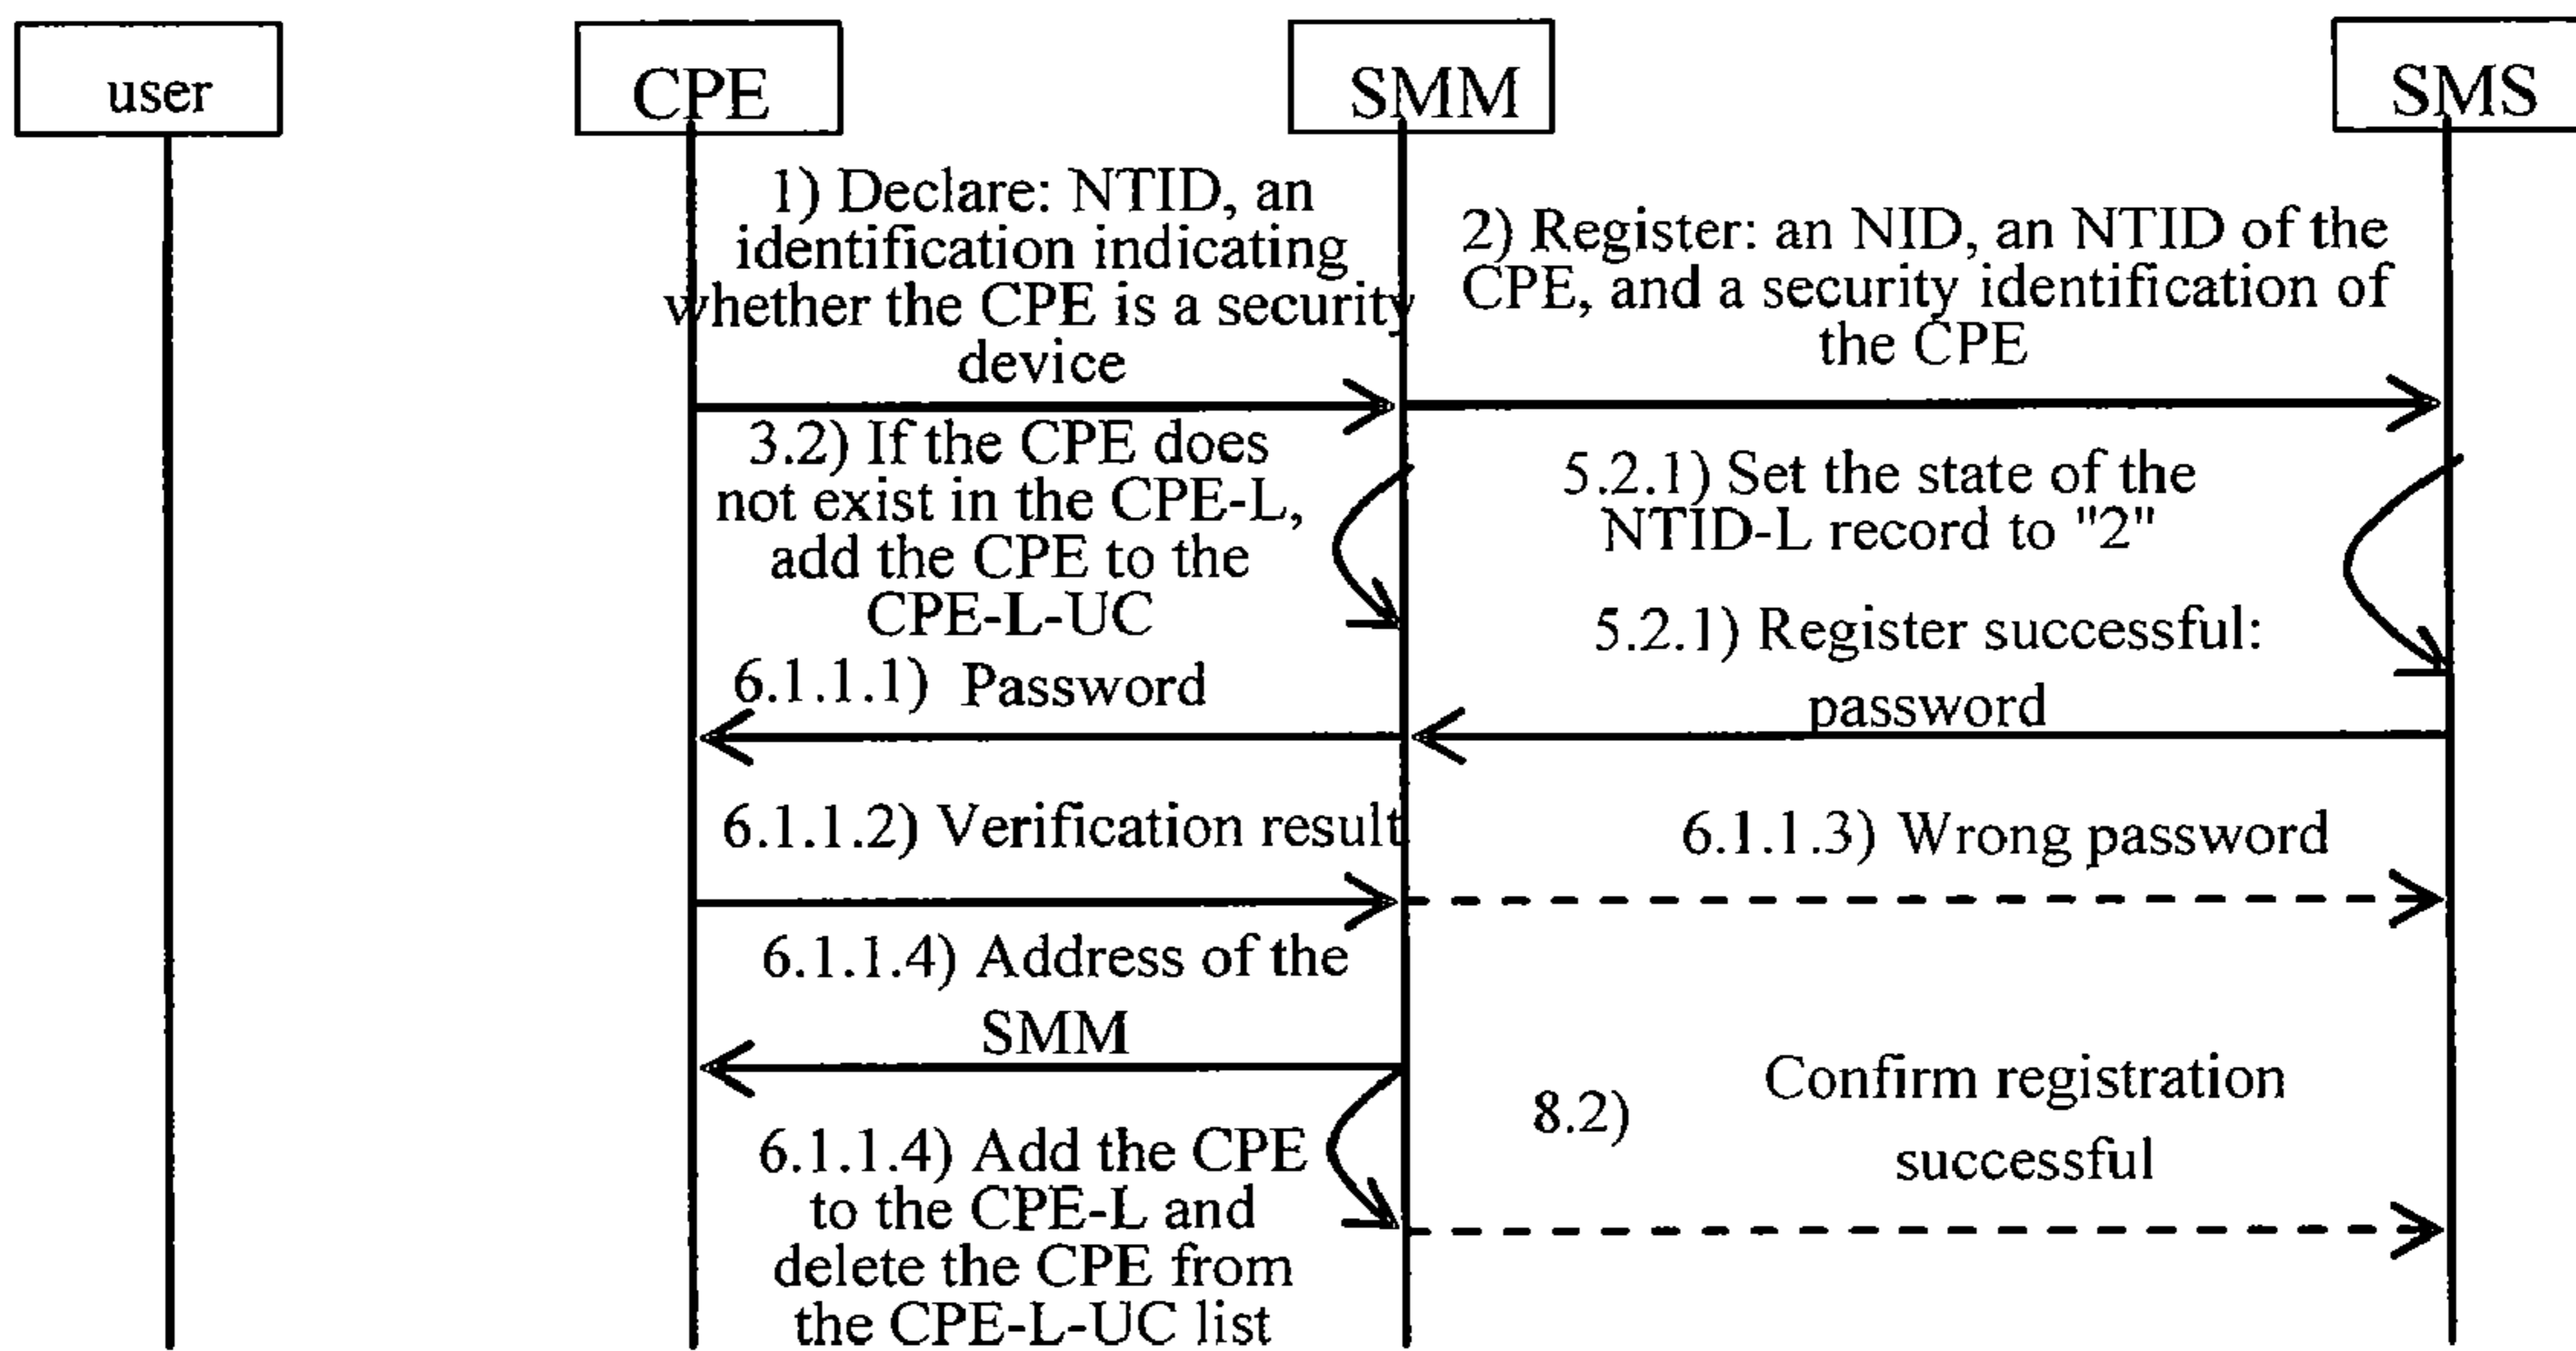 user
CPE
SMM
SMS
1) Declare: NTID, an
identification indicating
whether the CPE is a security
device
2) Register: an NID, an NTID of the
CPE, and a security identification of
the CPE
3.2) If the CPE does
not exist in the CPE-L,
add the CPE to the
CPE-L-UC
5.2.1) Set the state of the
NTID-L record to "2"
5.2.1) Register successful:
password
6.1.1.1) Password
6.1.1.2) Verification result
6.1.1.3) Wrong password
6.1.1.4) Address of the
SMM
6.1.1.4) Add the CPE
to the CPE-L and
delete the CPE from
the CPE-L-UC list
8.2) Confirm registration
successful